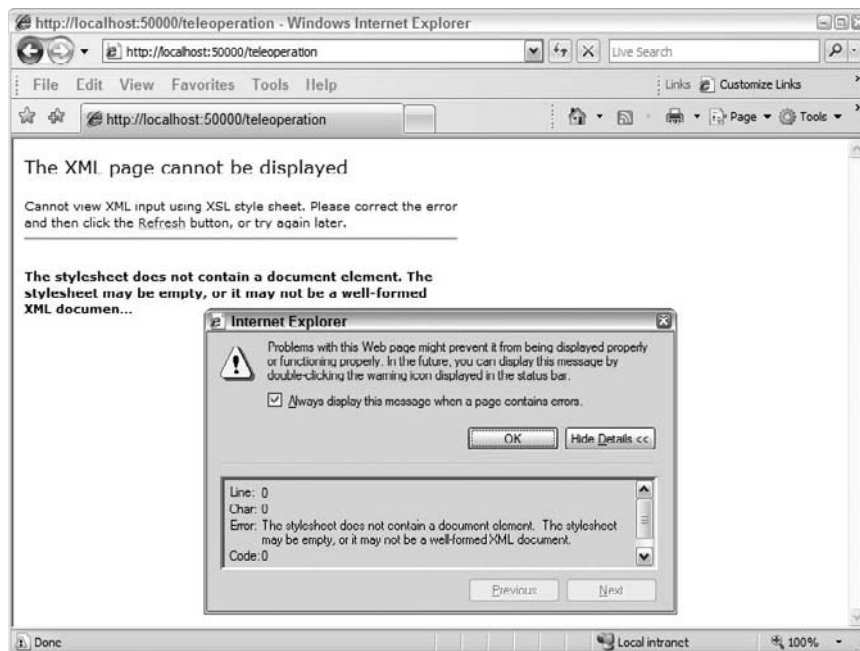 http://localhost:50000/teleoperation - Windows Internet Explorer
http://localhost:50000/teleoperation
Live Search
File Edit View Favorites Tools Help
Links Customize Links
http://localhost:50000/teleoperation
Page Tools
The XML page cannot be displayed
Cannot view XML input using XSL style sheet. Please correct the error
and then click the Refresh button, or try again later.
The stylesheet does not contain a document element. The
stylesheet may be empty, or it may not be a well-formed
XML documen...
Internet Explorer
Problems with this Web page might prevent it from being displayed properly
or functioning properly. In the future, you can display this message by
double-clicking the warning icon displayed in the status bar.
Always display this message when a page contains errors.
OK
Hide Details <<
Line: 0
Char: 0
Error: The stylesheet does not contain a document element. The stylesheet
may be empty, or it may not be a well-formed XML document.
Code: 0
Previous
Next
Done
Local intranet
100%